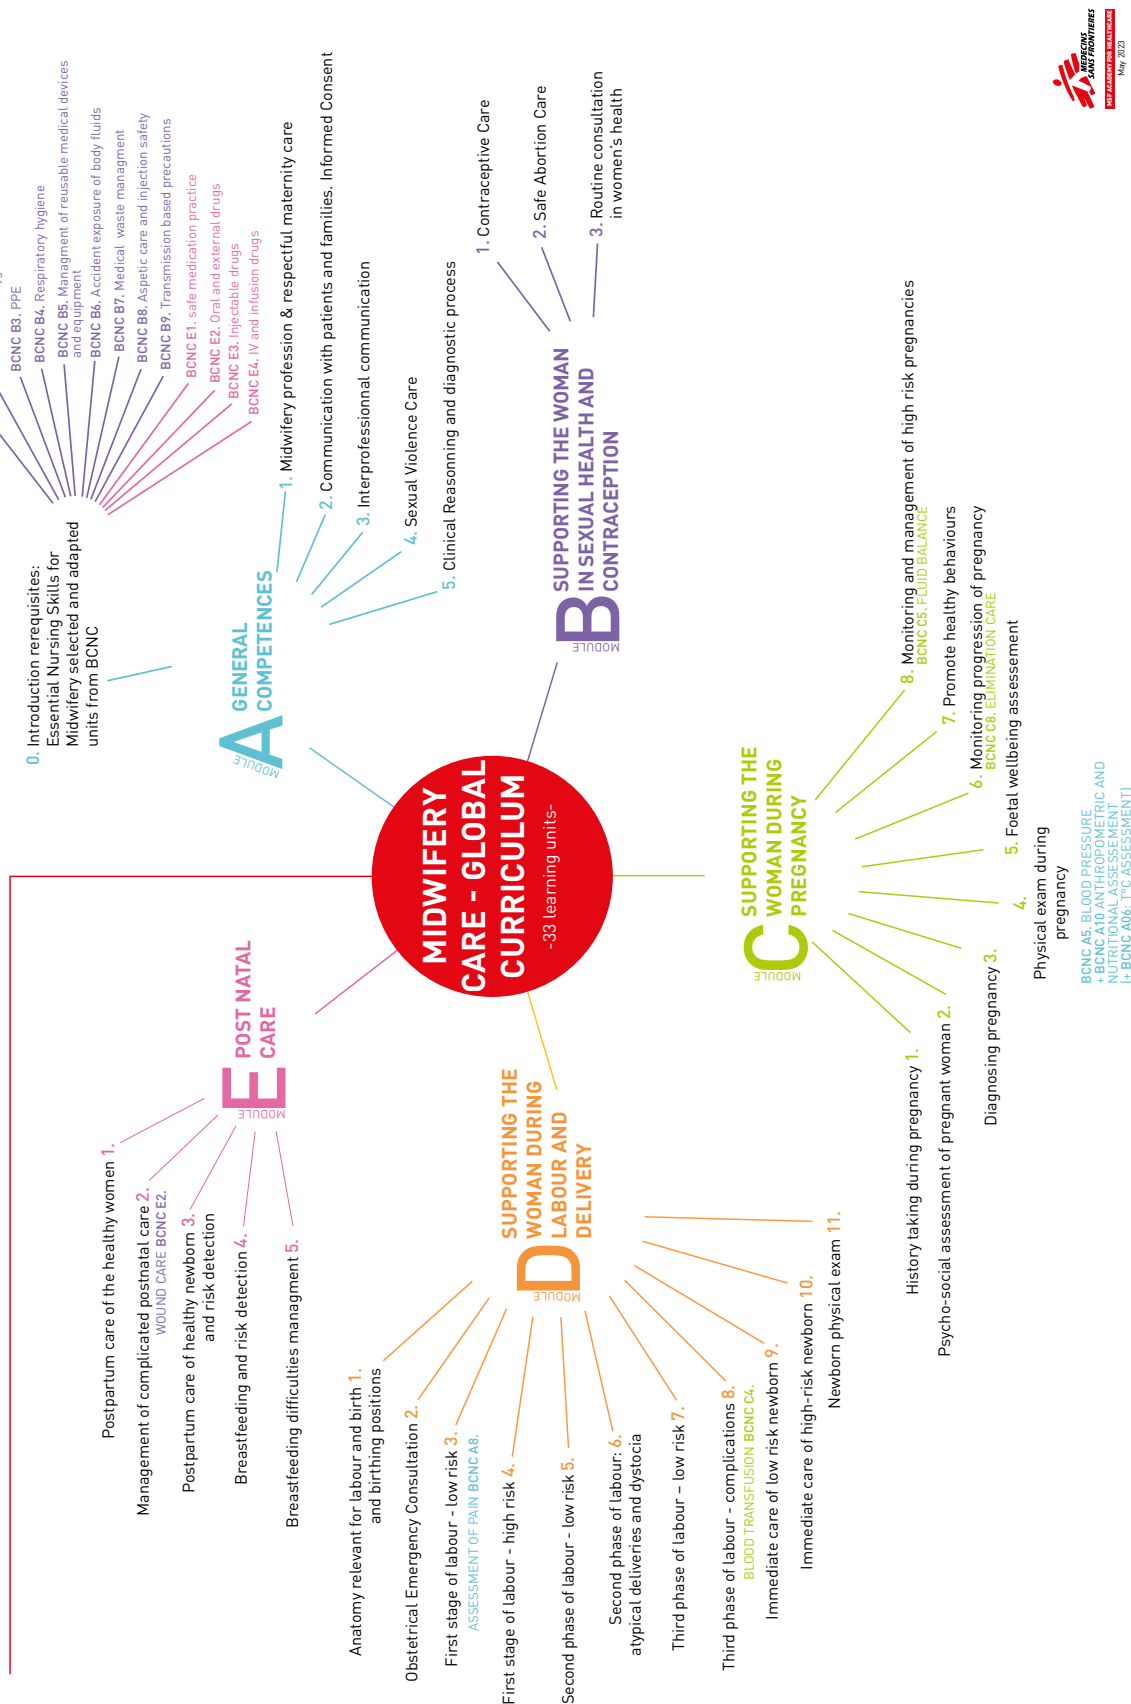 MIDWIFERY
CARE - GLOBAL
CURRICULUM
-33 learning units-
MODULE
A
GENERAL
COMPETENCES
0. Introduction rerequisites:
Essential Nursing Skills for
Midwifery selected and adapted
units from BCNC
BCNC B3. PPE
BCNC B4. Respiratory hygiene
BCNC B5. Managment of reusable medical devices
and equipment
BCNC B6. Accident exposure of body fluids
BCNC B7. Medical waste managment
BCNC B8. Aspetic care and injection safety
BCNC B9. Transmission based precautions
BCNC E1. safe medication practice
BCNC E2. Oral and external drugs
BCNC E3. Injectable drugs
BCNC E4. IV and infusion drugs
1. Midwifery profession & respectful maternity care
2. Communication with patients and families. Informed Consent
3. Interprofessionnal communication
4. Sexual Violence Care
5. Clinical Reasonning and diagnostic process
MODULE
B
SUPPORTING THE WOMAN
IN SEXUAL HEALTH AND
CONTRACEPTION
1. Contraceptive Care
2. Safe Abortion Care
3. Routine consultation
in women's health
MODULE
C
SUPPORTING THE
WOMAN DURING
PREGNANCY
History taking during pregnancy 1.
Psycho-social assessment of pregnant woman 2.
Diagnosing pregnancy 3.
4.
Physical exam during
pregnancy
BCNC A5. BLOOD PRESSURE
+ BCNC A10 ANTHROPOMETRIC AND
NUTRITIONAL ASSESSEMENT
(+ BCNC A06: T°C ASSESSMENT)
5. Foetal wellbeing assessement
6. Monitoring progression of pregnancy
BCNC C8. ELIMINATION CARE
7. Promote healthy behaviours
8. Monitoring and management of high risk pregnancies
BCNC C5. FLUID BALANCE
MODULE
D
SUPPORTING THE
WOMAN DURING
LABOUR AND
DELIVERY
Anatomy relevant for labour and birth 1.
and birthing positions
Obstetrical Emergency Consultation 2.
First stage of labour - low risk 3.
ASSESSMENT OF PAIN BCNC A8.
First stage of labour - high risk 4.
Second phase of labour - low risk 5.
Second phase of labour: 6.
atypical deliveries and dystocia
Third phase of labour – low risk 7.
Third phase of labour - complications 8.
BLOOD TRANSFUSION BCNC C4.
Immediate care of low risk newborn 9.
Immediate care of high-risk newborn 10.
Newborn physical exam 11.
MODULE
E
POST NATAL
CARE
Postpartum care of the healthy women 1.
Management of complicated postnatal care 2.
WOUND CARE BCNC E2.
Postpartum care of healthy newborn 3.
and risk detection
Breastfeeding and risk detection 4.
Breastfeeding difficulties managment 5.
MEDECINS
SANS FRONTIERES
MSF ACADEMY FOR HEALTHCARE
May 2023